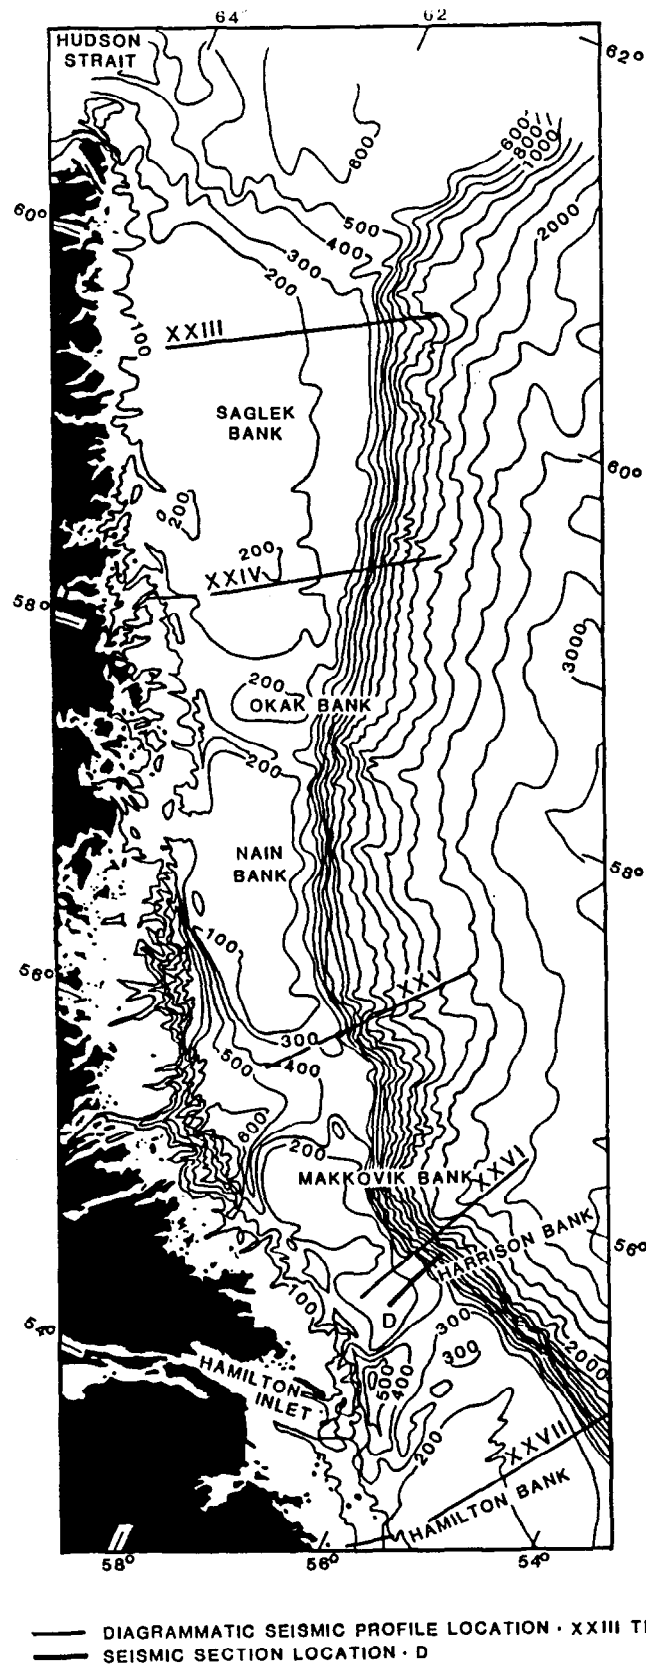 64°
62
HUDSON
STRAIT
62°
600
800
1000
600
60°
2000
500
400
300
200
XXIII
100
SAGLEK
BANK
60°
200
200
XXIV
58°
3000
200
OKAK BANK
200
NAIN
BANK
58°
100
56°
XXV
300
400
500
600
200
MAKKOVIK BANK
XXVI
HARRISON BANK
56°
100
D
300
300
2000
54°
HAMILTON
INLET
500
400
200
XXVII
HAMILTON BANK
58°
56°
54°
DIAGRAMMATIC SEISMIC PROFILE LOCATION · XXIII
SEISMIC SECTION LOCATION · D